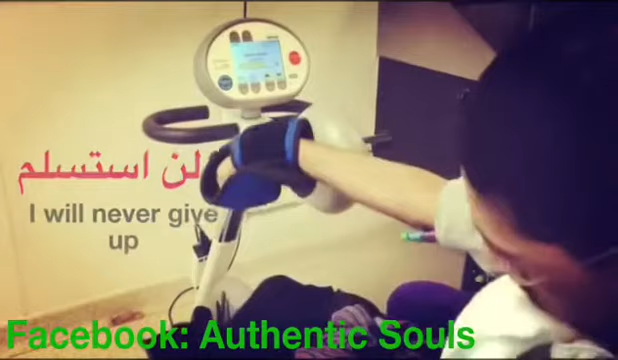 لن استسلم
I will never give
up
Facebook: Authentic Souls